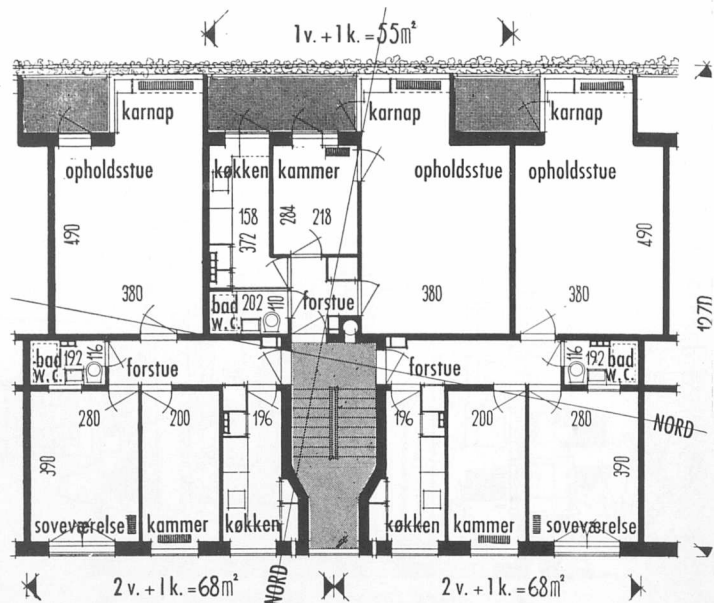 1 v. + 1 k. = 55 m²
karnap karnap karnap
opholdsstue køkken kammer opholdsstue opholdsstue
158 284 218
490 372 490
380 380 380
bad 202 110 forstue
w.c.
1270
bad 192 116 forstue forstue 116 192 bad
w.c. w.c.
280 200 196 196 200 280
NORD
390 390
soveværelse kammer køkken køkken kammer soveværelse
2 v. + 1 k. = 68 m² NORD 2 v. + 1 k. = 68 m²